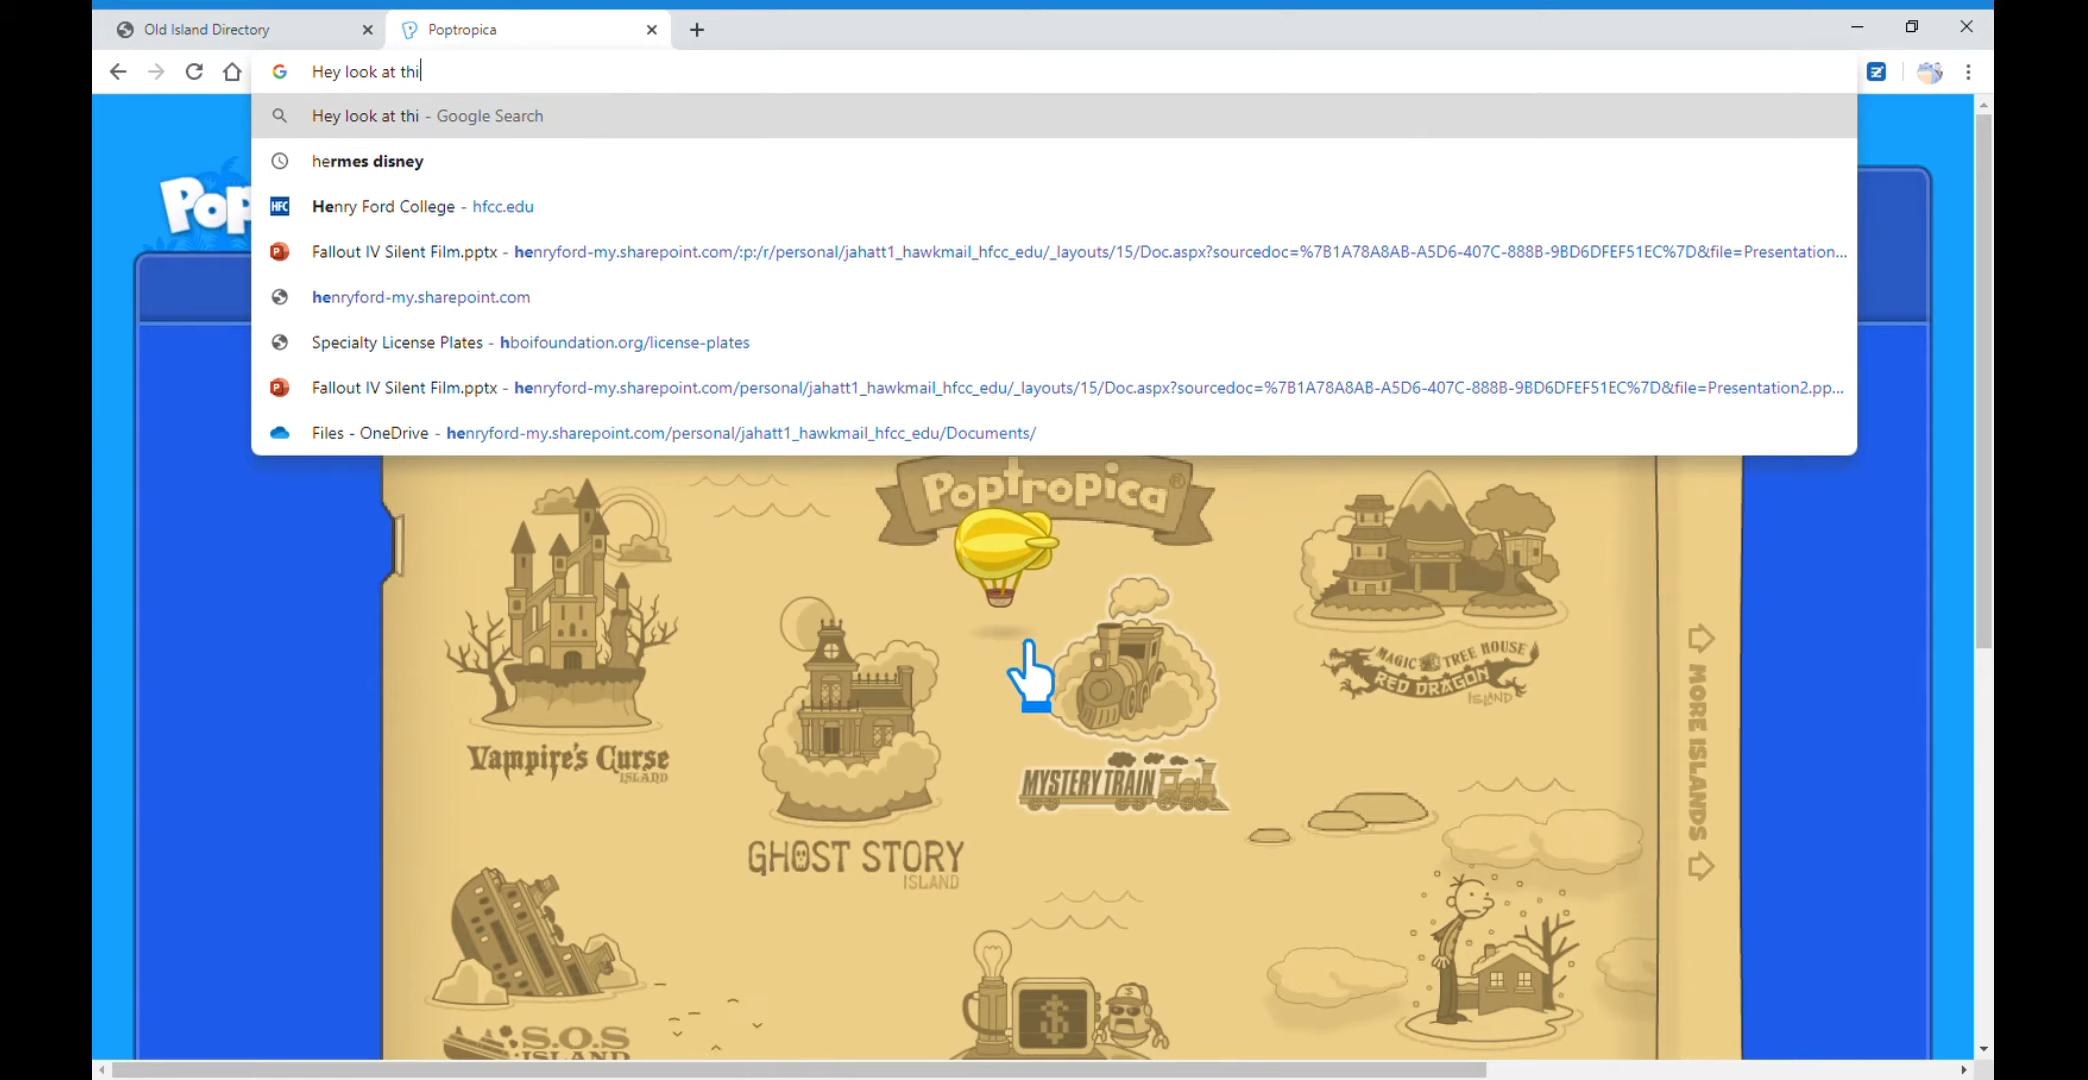 Old Island Directory
Poptropica
Hey look at thi
Hey look at thi - Google Search
hermes disney
HFC Henry Ford College - hfcc.edu
Fallout IV Silent Film.pptx - henryford-my.sharepoint.com/:p:/r/personal/jahatt1_hawkmail_hfcc_edu/_layouts/15/Doc.aspx?sourcedoc=%7B1A78A8AB-A5D6-407C-888B-9BD6DFEF51EC%7D&file=Presentation...
henryford-my.sharepoint.com
Specialty License Plates - hboifoundation.org/license-plates
Fallout IV Silent Film.pptx - henryford-my.sharepoint.com/personal/jahatt1_hawkmail_hfcc_edu/_layouts/15/Doc.aspx?sourcedoc=%7B1A78A8AB-A5D6-407C-888B-9BD6DFEF51EC%7D&file=Presentation2.pp...
Files - OneDrive - henryford-my.sharepoint.com/personal/jahatt1_hawkmail_hfcc_edu/Documents/
Pop
Poptropica®
MAGIC TREE HOUSE
RED DRAGON
ISLAND
Vampire's Curse
ISLAND
MYSTERY TRAIN
MORE ISLANDS
GHOST STORY
ISLAND
S.O.S
ISLAND
$